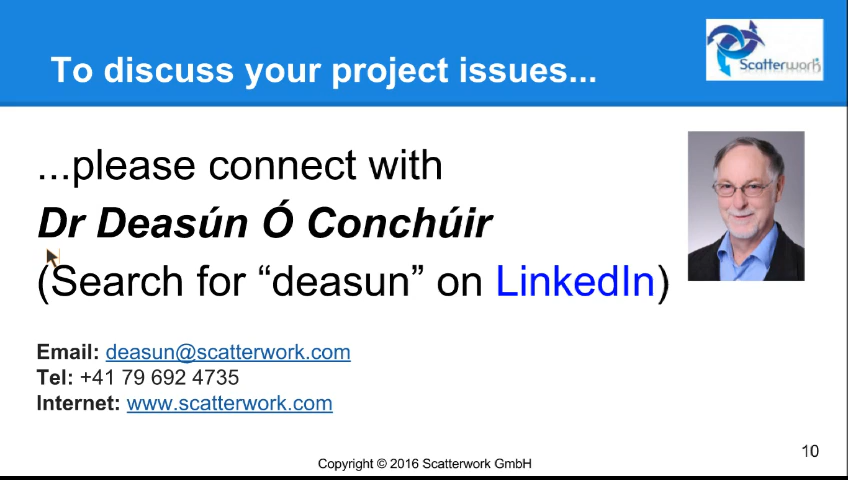 To discuss your project issues...
Scatterwork
...please connect with
Dr Deasún Ó Conchúir
(Search for “deasun” on LinkedIn)
Email: deasun@scatterwork.com
Tel: +41 79 692 4735
Internet: www.scatterwork.com
10
Copyright © 2016 Scatterwork GmbH